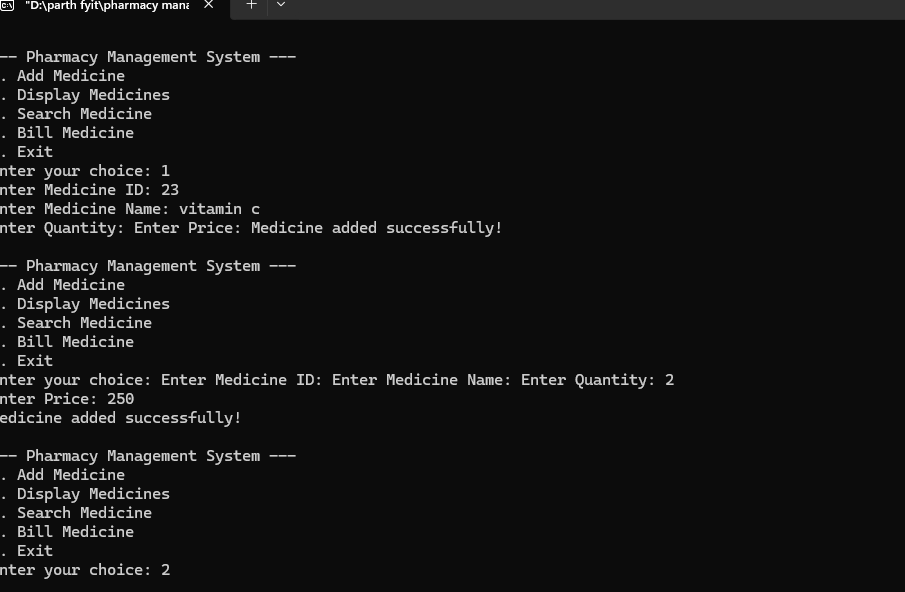 "D:\parth fyit\pharmacy mana
-- Pharmacy Management System ---
. Add Medicine
. Display Medicines
. Search Medicine
. Bill Medicine
. Exit
nter your choice: 1
nter Medicine ID: 23
nter Medicine Name: vitamin c
nter Quantity: Enter Price: Medicine added successfully!
-- Pharmacy Management System ---
. Add Medicine
. Display Medicines
. Search Medicine
. Bill Medicine
. Exit
nter your choice: Enter Medicine ID: Enter Medicine Name: Enter Quantity: 2
nter Price: 250
edicine added successfully!
-- Pharmacy Management System ---
. Add Medicine
. Display Medicines
. Search Medicine
. Bill Medicine
. Exit
nter your choice: 2